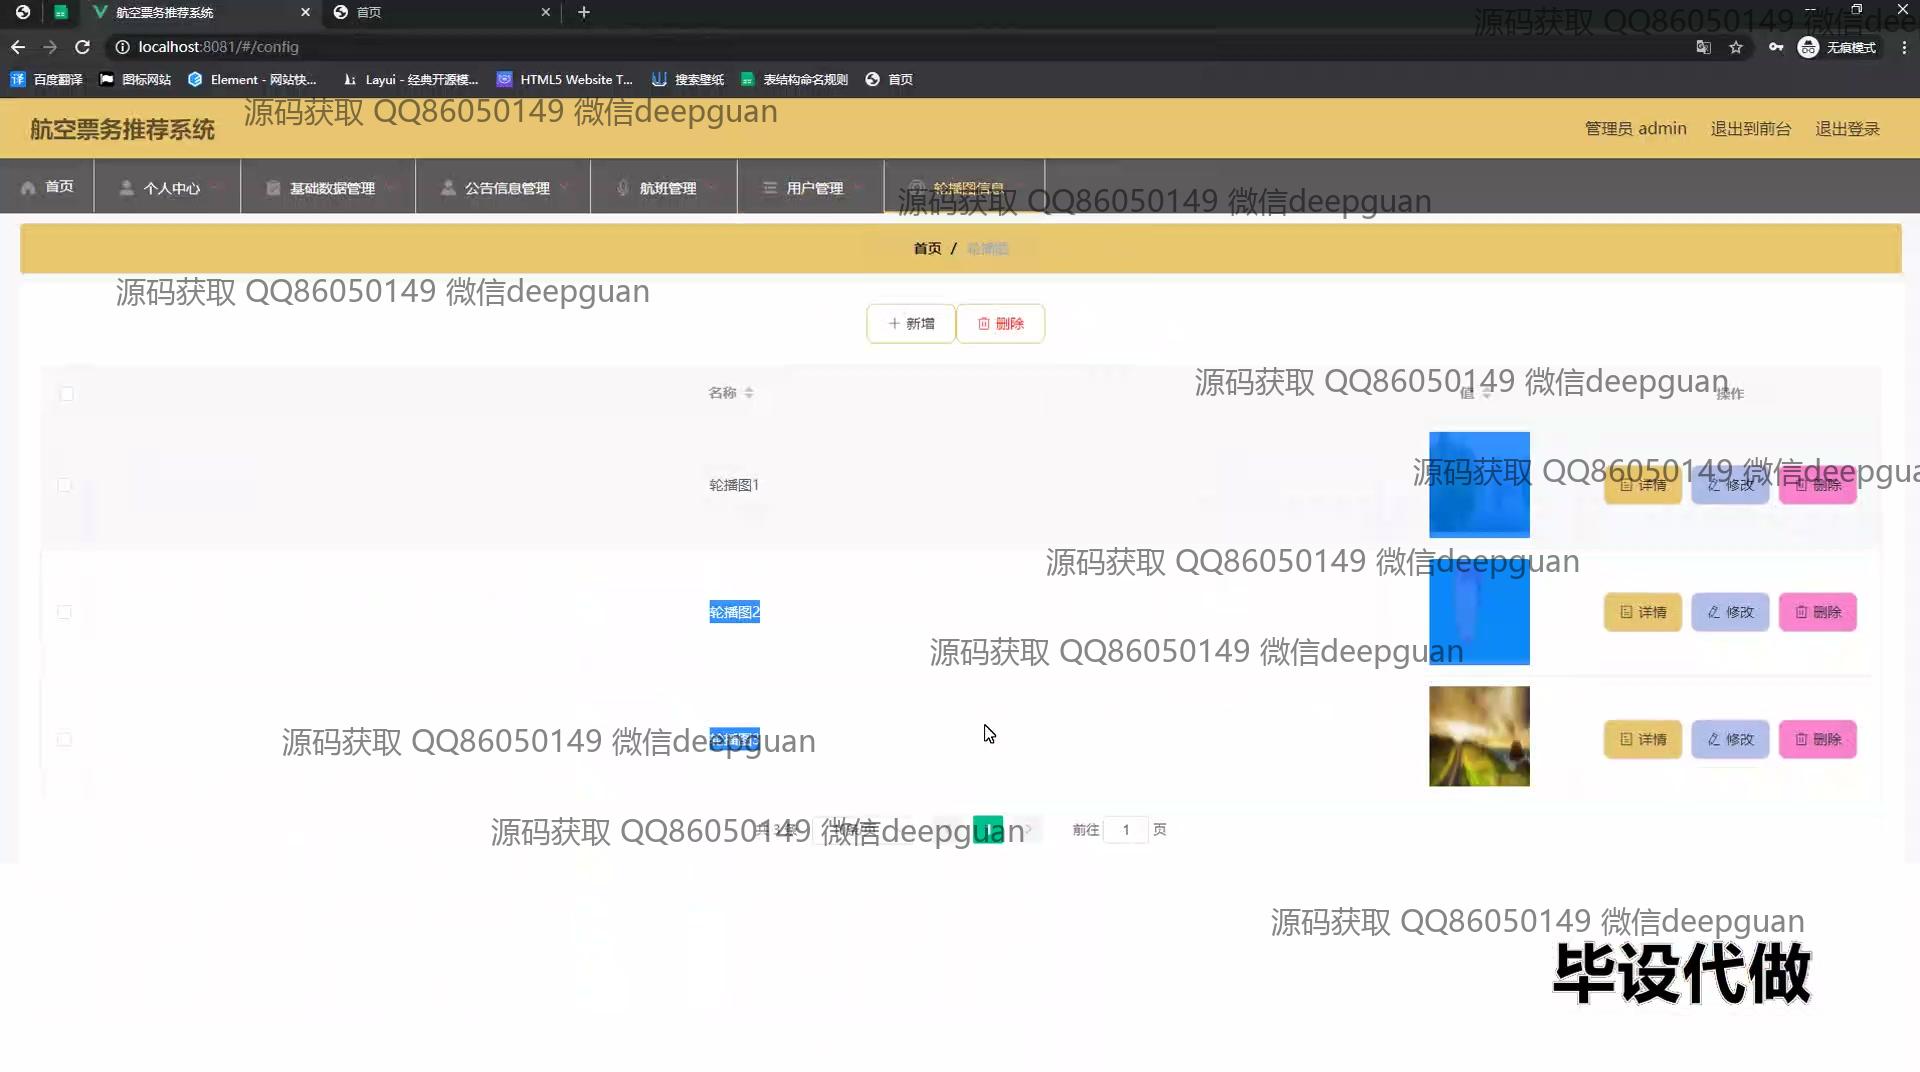 航空票务推荐系统
首页
源码获取 QQ86050149 微信dee
localhost:8081/#/config
无痕模式
百度翻译
图标网站
Element - 网站快...
Layui - 经典开源模...
HTML5 Website T...
搜索壁纸
表结构命名规则
首页
源码获取 QQ86050149 微信deepguan
航空票务推荐系统
管理员 admin
退出到前台
退出登录
首页
个人中心
基础数据管理
公告信息管理
航班管理
用户管理
轮播图信息
源码获取 QQ86050149 微信deepguan
首页 / 轮播图
源码获取 QQ86050149 微信deepguan
新增
删除
源码获取 QQ86050149 微信deepguan
名称
值
操作
源码获取 QQ86050149 微信deepgua
轮播图1
详情
修改
删除
源码获取 QQ86050149 微信deepguan
轮播图2
详情
修改
删除
源码获取 QQ86050149 微信deepguan
源码获取 QQ86050149 微信deepguan
轮播图3
详情
修改
删除
源码获取 QQ86050149 微信deepguan
共 3 条
1
前往 1 页
源码获取 QQ86050149 微信deepguan
毕设代做